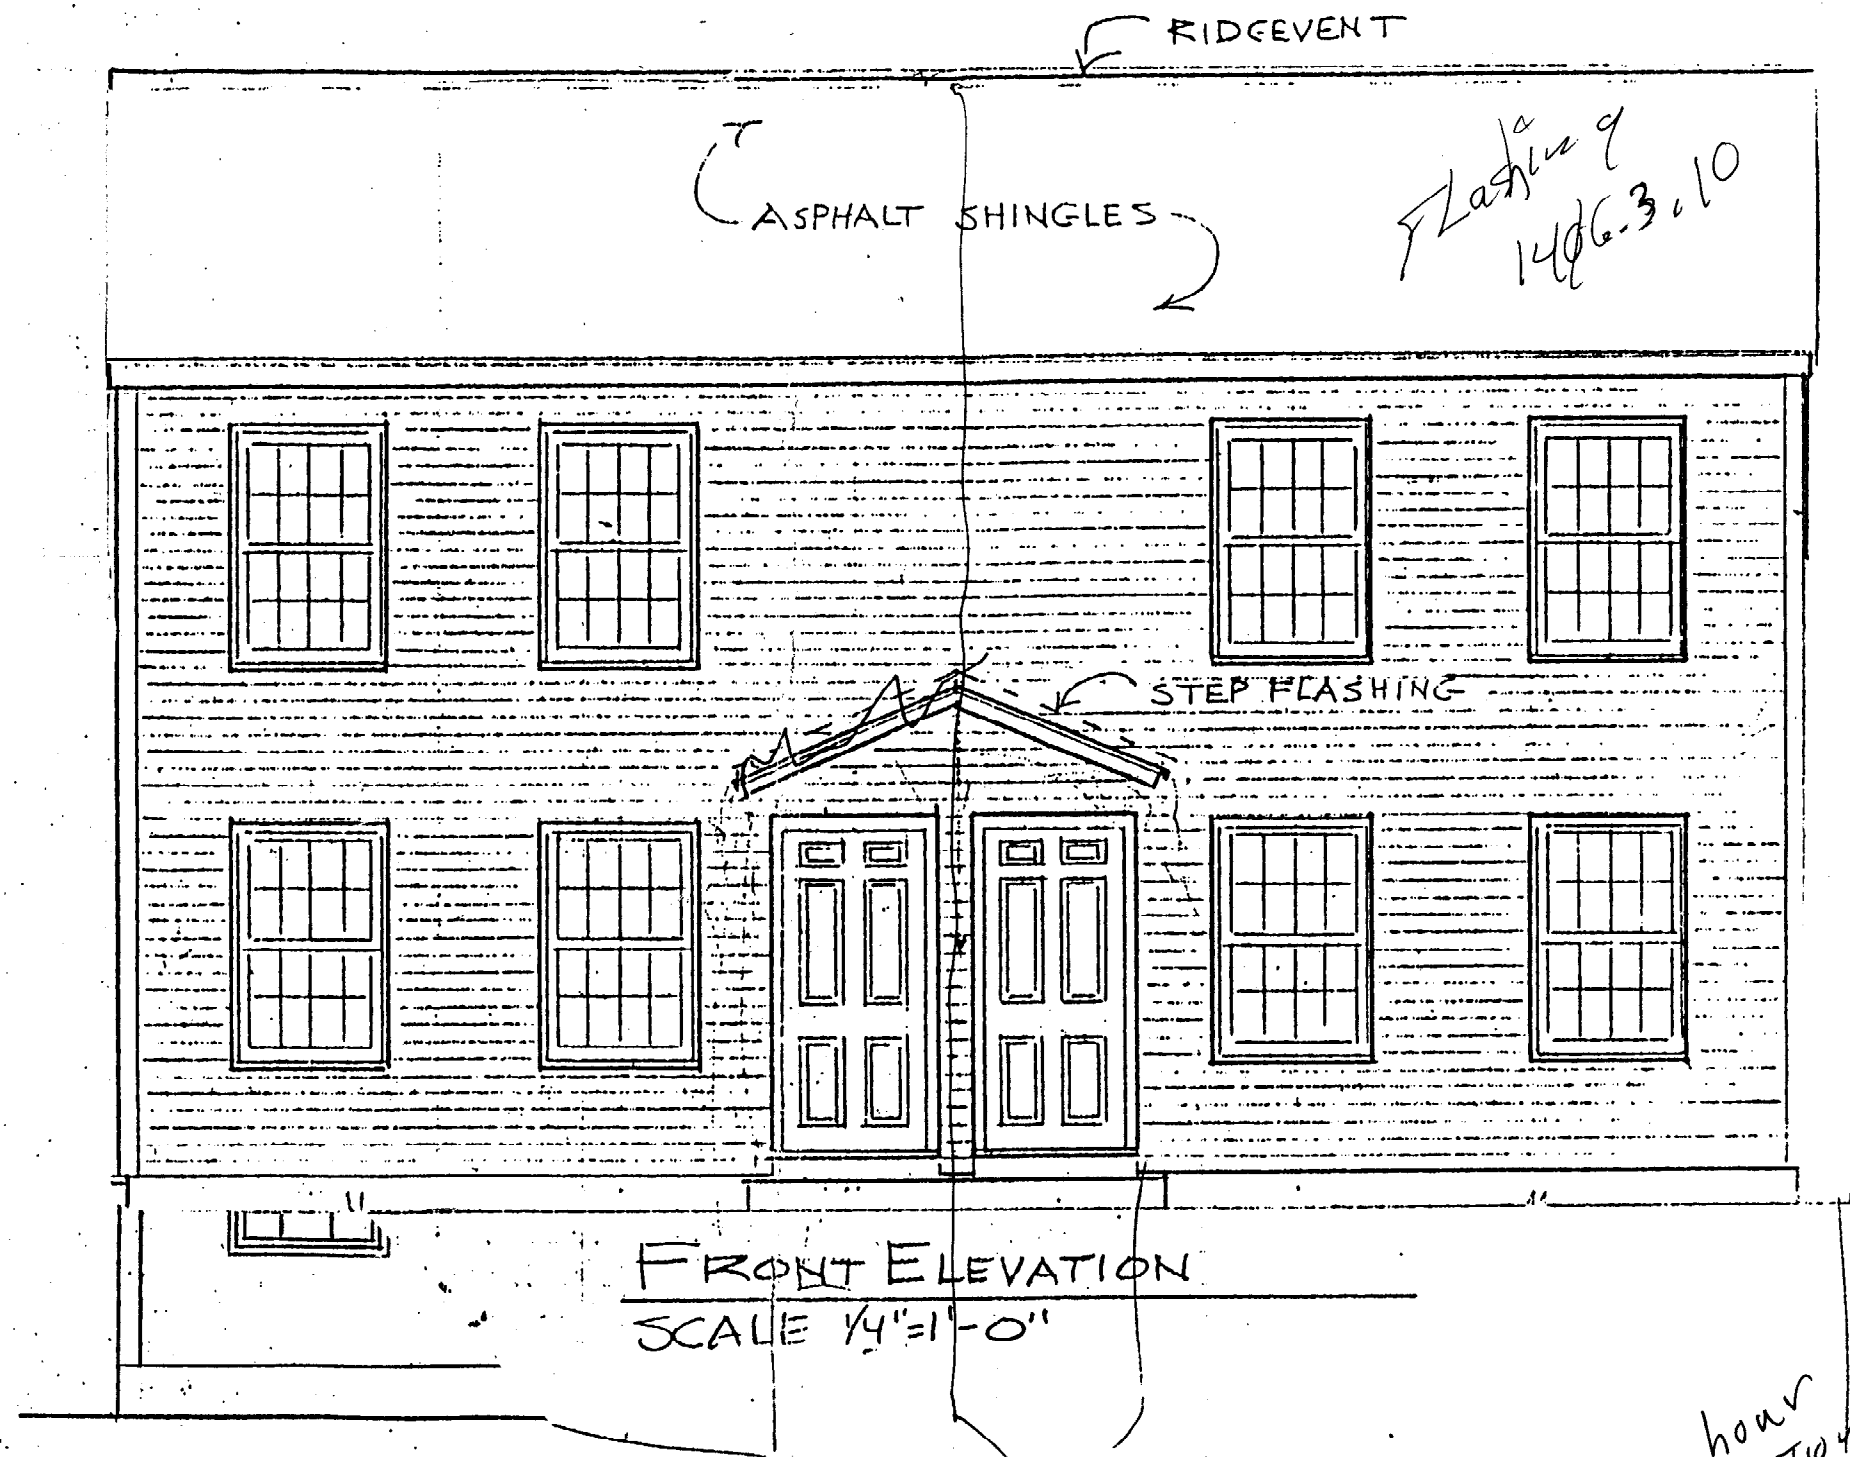 RIDGEVENT
Flashing
1406.3.10
ASPHALT SHINGLES
STEP FLASHING
FRONT ELEVATION
SCALE 1/4"=1'-0"
hour